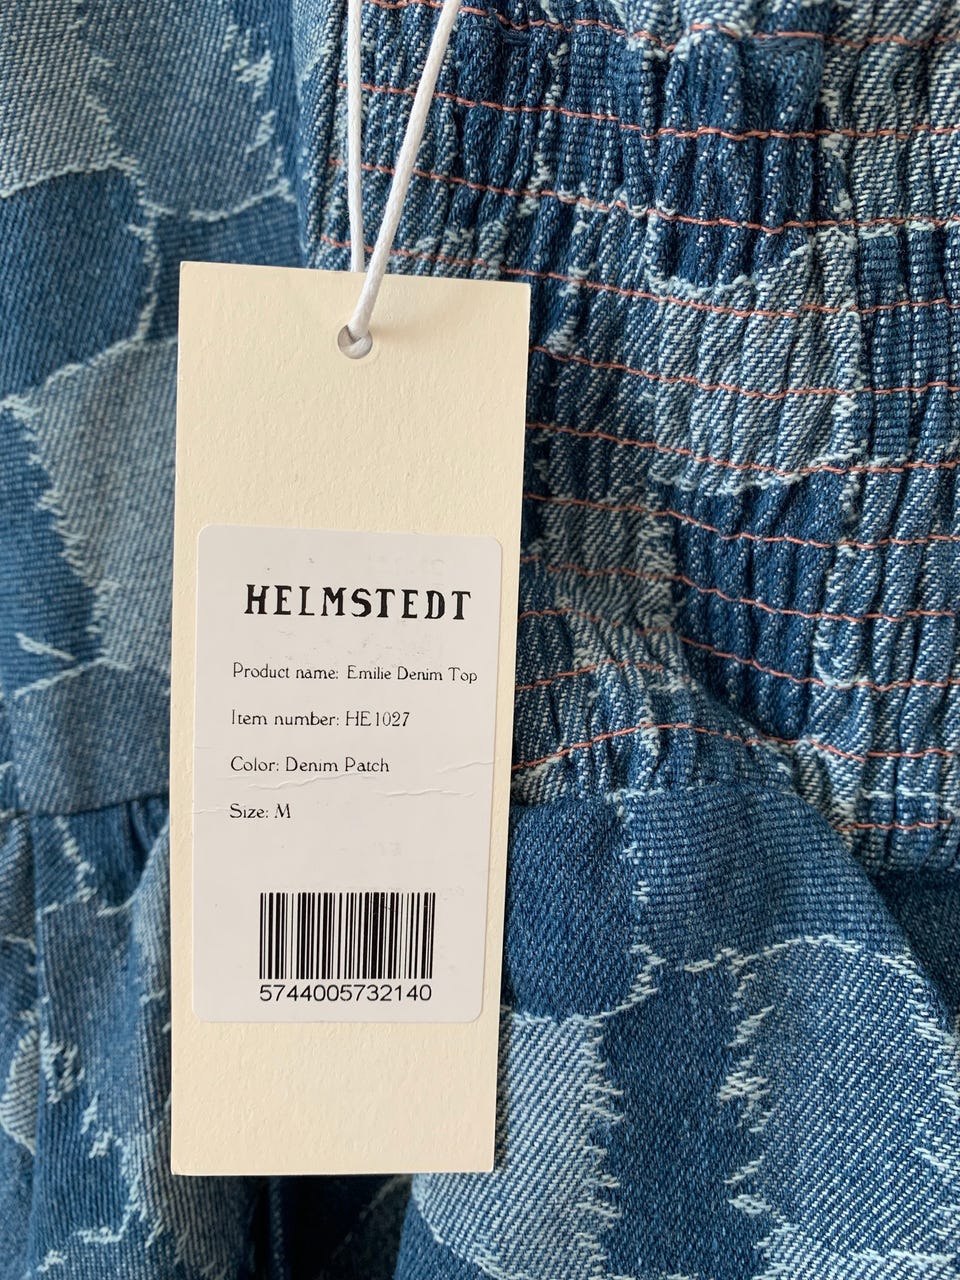 HELMSTEDT
Product name: Emilie Denim Top
Item number: HE1027
Color: Denim Patch
Size: M
5744005732140